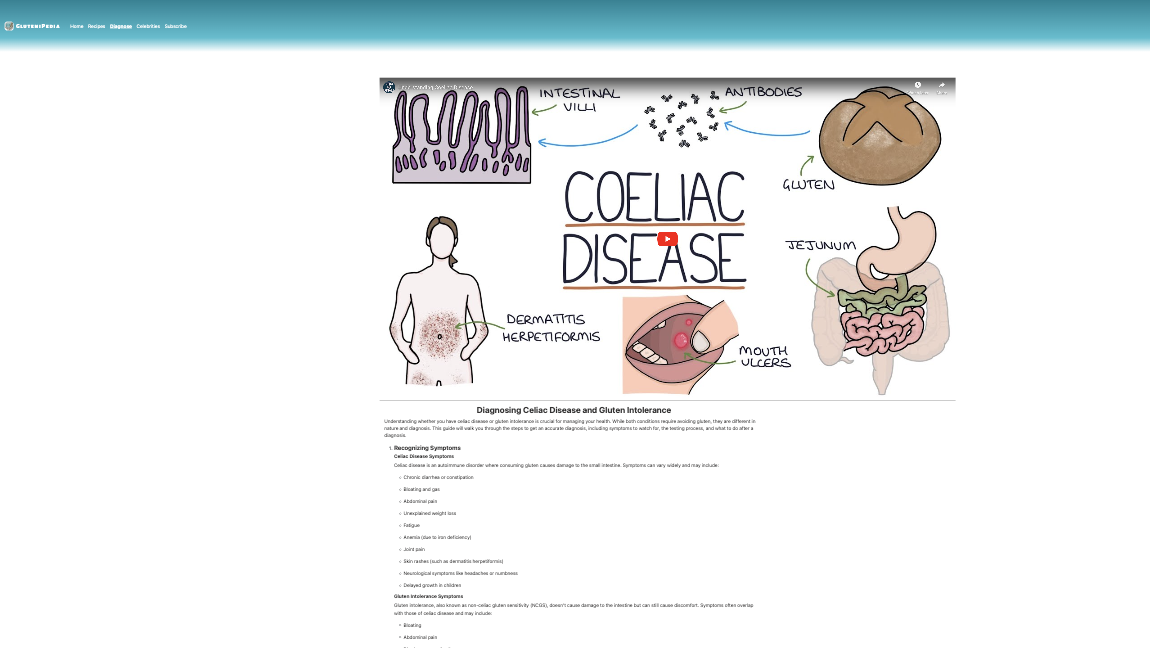 GLUTENIPEDIA
Home Recipes Diagnose Celebrities Subscribe
INTESTINAL
VILLI
ANTIBODIES
GLUTEN
COELIAC
DISEASE
JEJUNUM
DERMATITIS
HERPETIFORMIS
MOUTH
ULCERS
Diagnosing Celiac Disease and Gluten Intolerance
Understanding whether you have celiac disease or gluten intolerance is crucial for managing your health. While both conditions require avoiding gluten, they are different in
nature and diagnosis. This guide will walk you through the steps to get an accurate diagnosis, including symptoms to watch for, the testing process, and what to do after a
diagnosis.
1. Recognizing Symptoms
Celiac Disease Symptoms
Celiac disease is an autoimmune disorder where consuming gluten causes damage to the small intestine. Symptoms can vary widely and may include:
Chronic diarrhea or constipation
Bloating and gas
Abdominal pain
Unexplained weight loss
Fatigue
Anemia (due to iron deficiency)
Joint pain
Skin rashes (such as dermatitis herpetiformis)
Neurological symptoms like headaches or numbness
Delayed growth in children
Gluten Intolerance Symptoms
Gluten intolerance, also known as non-celiac gluten sensitivity (NCGS), doesn't cause damage to the intestine but can still cause discomfort. Symptoms often overlap
with those of celiac disease and may include:
Bloating
Abdominal pain